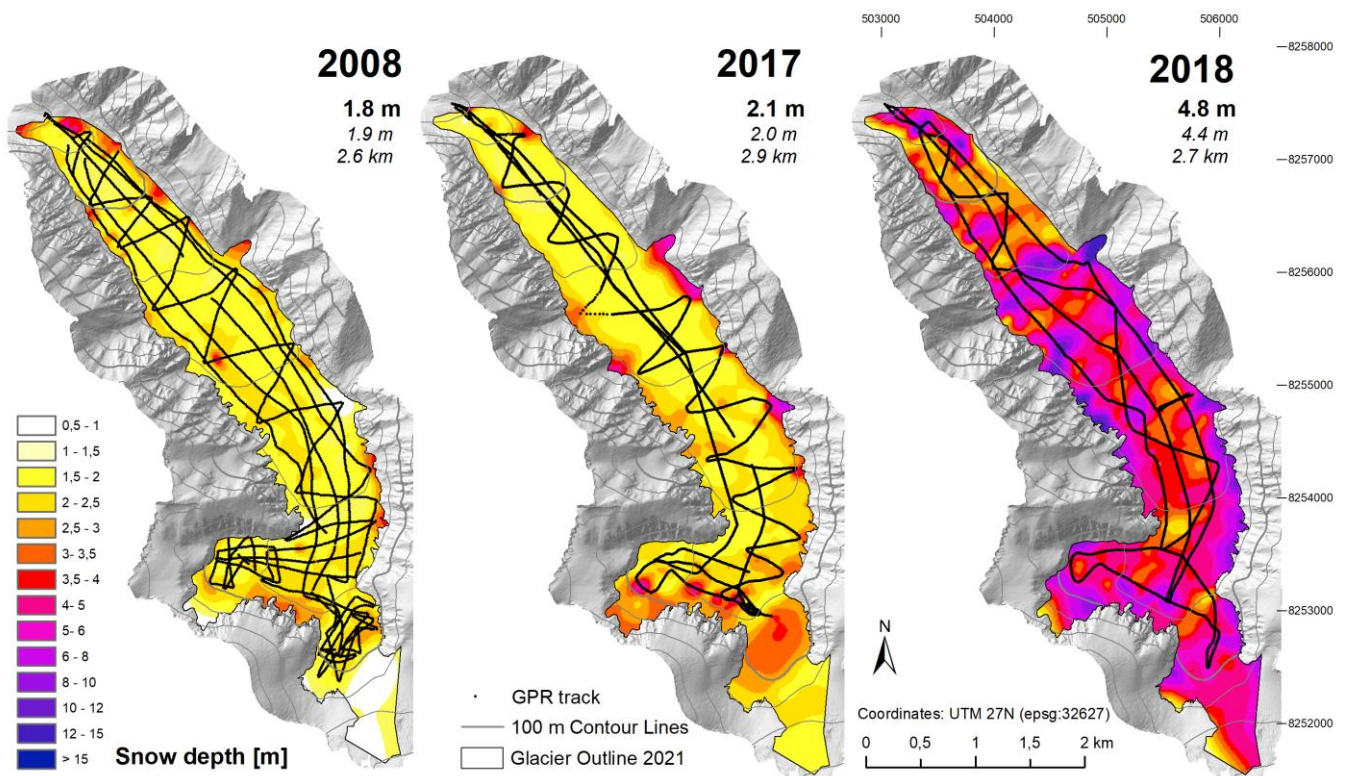 503000 504000 505000 506000
8258000
2008
1.8 m
1.9 m
2.6 km
2017
2.1 m
2.0 m
2.9 km
2018
4.8 m
4.4 m
2.7 km
8257000
8256000
8255000
8254000
8253000
8252000
0,5 - 1
1 - 1,5
1,5 - 2
2 - 2,5
2,5 - 3
3 - 3,5
3,5 - 4
4 - 5
5 - 6
6 - 8
8 - 10
10 - 12
12 - 15
> 15
Snow depth [m]
GPR track
100 m Contour Lines
Glacier Outline 2021
N
Coordinates: UTM 27N (epsg:32627)
0 0,5 1 2 km